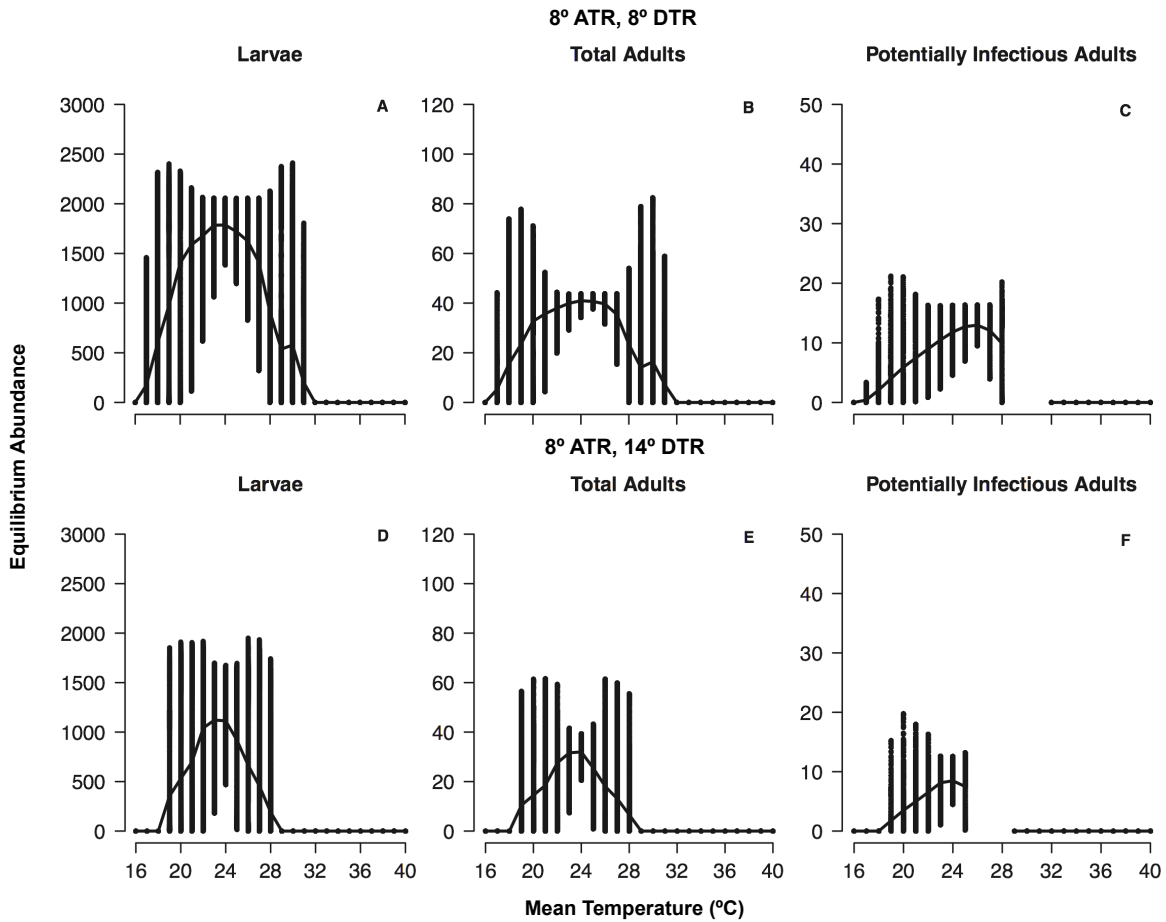 8º ATR, 8º DTR
Larvae
Total Adults
Potentially Infectious Adults
3000
2500
2000
1500
1000
500
0
A
120
100
80
60
40
20
0
B
50
40
30
20
10
0
C
Equilibrium Abundance
8º ATR, 14º DTR
Larvae
Total Adults
Potentially Infectious Adults
3000
2500
2000
1500
1000
500
0
D
16 20 24 28 32 36 40
120
100
80
60
40
20
0
E
16 20 24 28 32 36 40
50
40
30
20
10
0
F
16 20 24 28 32 36 40
Mean Temperature (ºC)